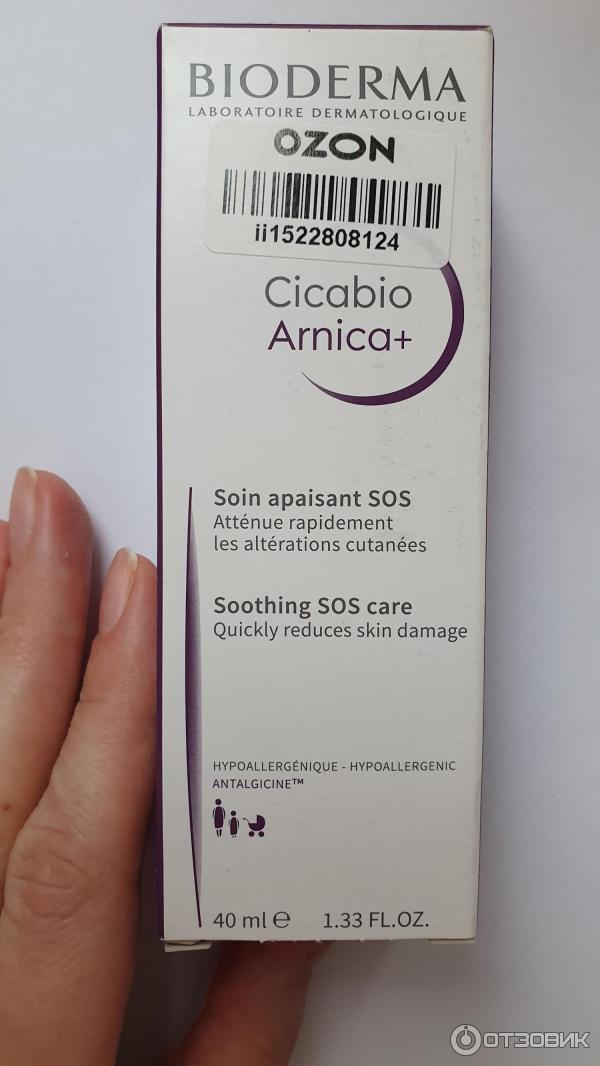 BIODERMA
LABORATOIRE DERMATOLOGIQUE
OZON
ii1522808124
Cicabio
Arnica+
Soin apaisant SOS
Atténue rapidement
les altérations cutanées
Soothing SOS care
Quickly reduces skin damage
HYPOALLERGÉNIQUE - HYPOALLERGENIC
ANTALGICINE™
40 ml ℮ 1.33 FL.OZ.
ОТЗОВИК